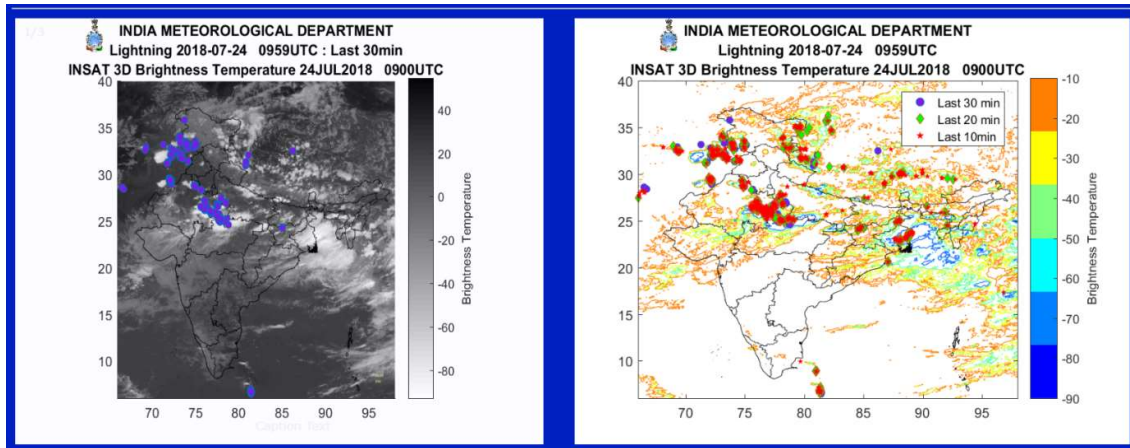 1/3
INDIA METEOROLOGICAL DEPARTMENT
Lightning 2018-07-24 0959UTC : Last 30min
INSAT 3D Brightness Temperature 24JUL2018 0900UTC
40
35
30
25
20
15
10
70 75 80 85 90 95
40
20
0
-20
-40
-60
-80
Brightness Temperature
Caption Text
INDIA METEOROLOGICAL DEPARTMENT
Lightning 2018-07-24 0959UTC
INSAT 3D Brightness Temperature 24JUL2018 0900UTC
Last 30 min
Last 20 min
Last 10min
40
35
30
25
20
15
10
70 75 80 85 90 95
-10
-20
-30
-40
-50
-60
-70
-80
-90
Brightness Temperature